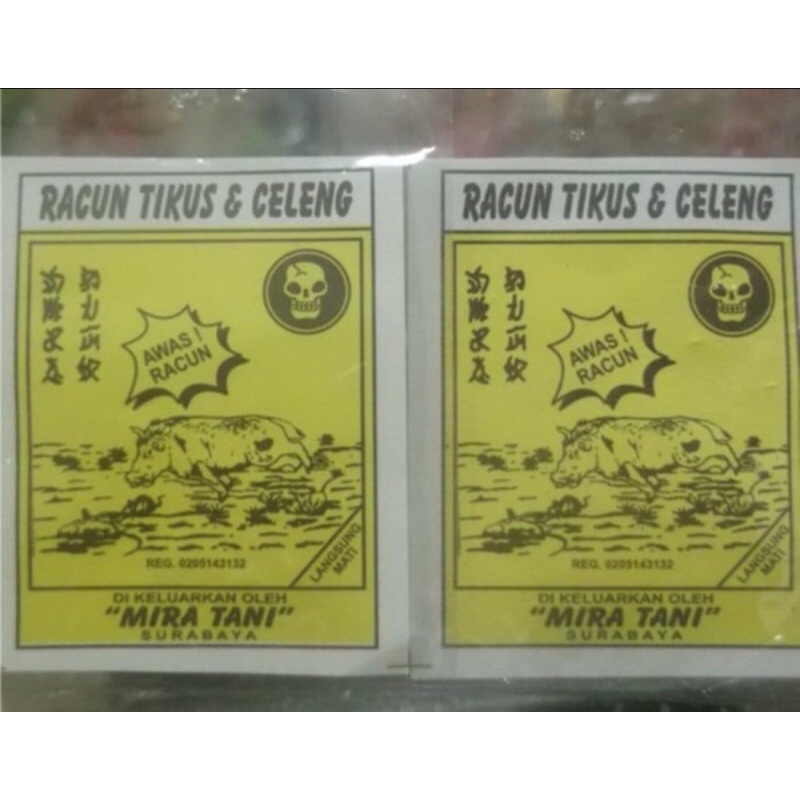 RACUN TIKUS & CELENG
AWAS !
RACUN
REG. 0205143132
LANGSUNG
MATI
DI KELUARKAN OLEH
"MIRA TANI"
SURABAYA
RACUN TIKUS & CELENG
AWAS !
RACUN
REG. 0205143132
LANGSUNG
MATI
DI KELUARKAN OLEH
"MIRA TANI"
SURABAYA